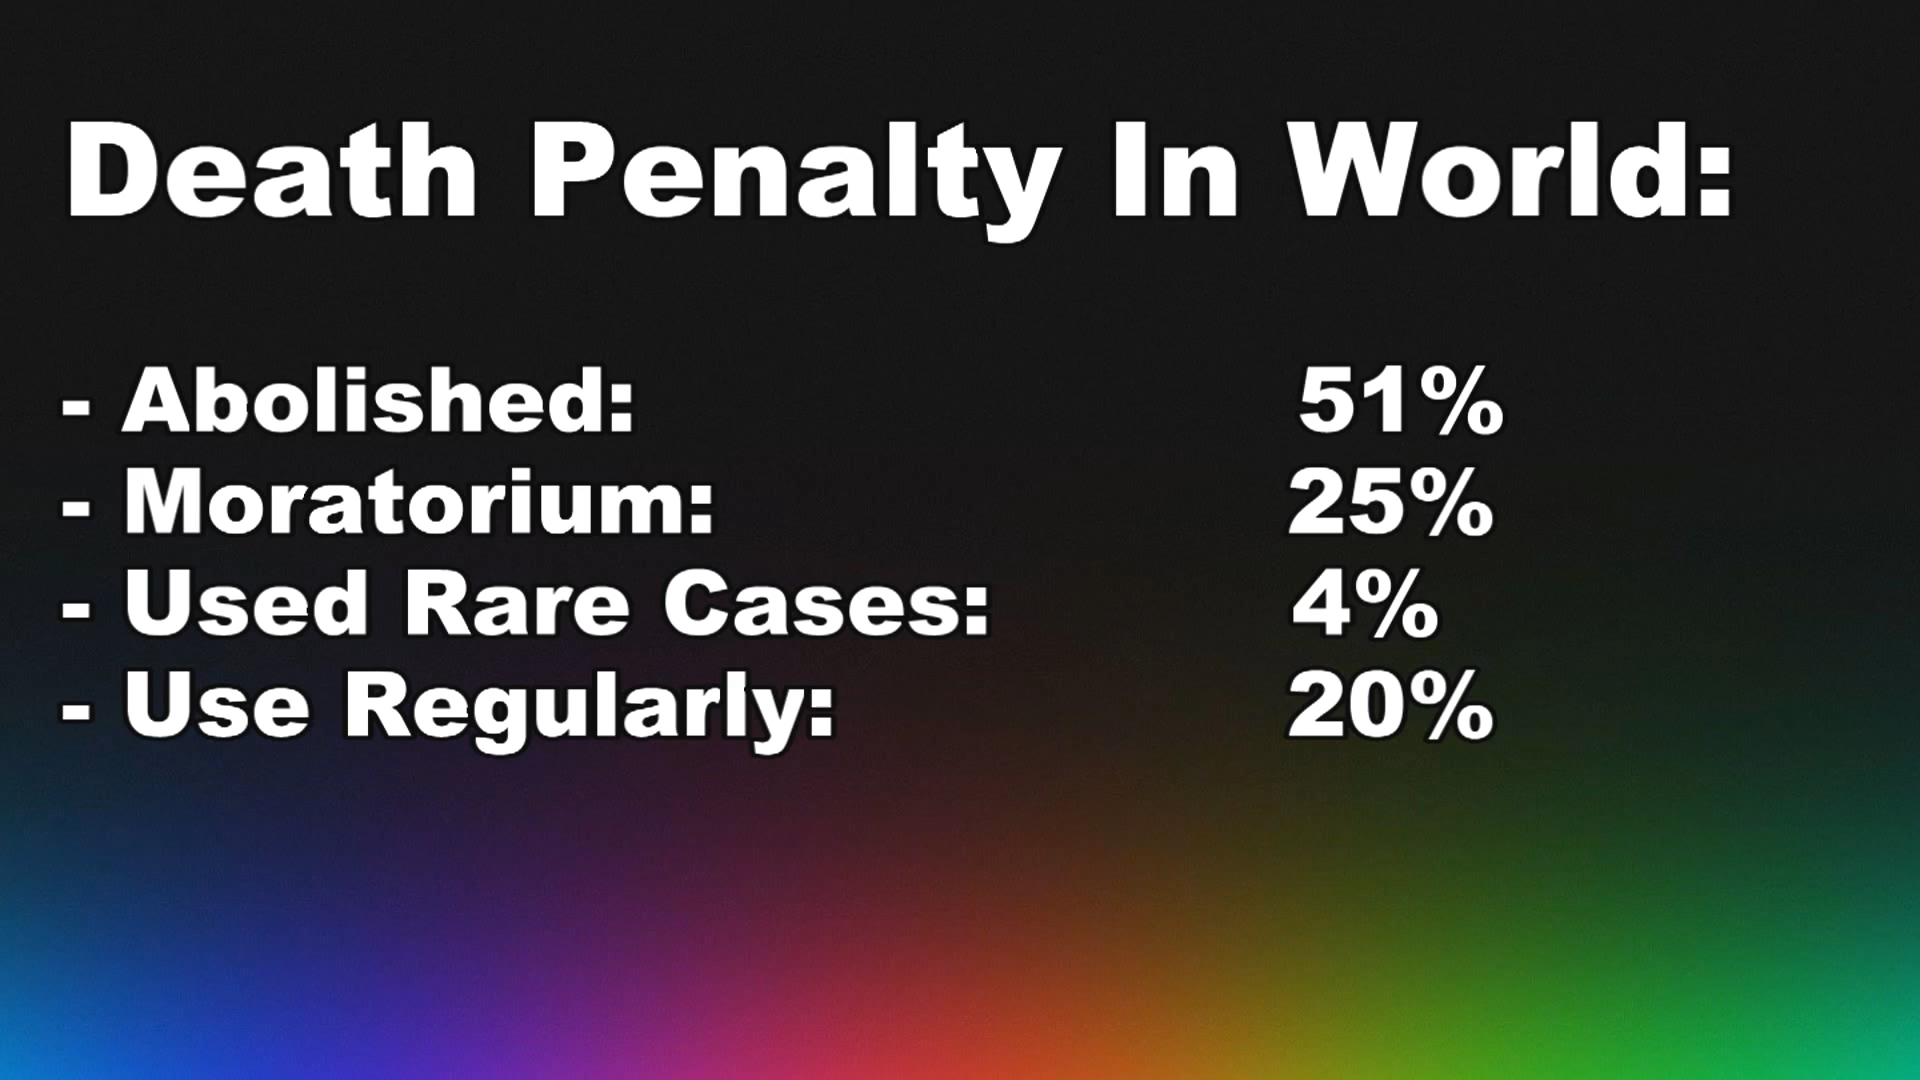 Death Penalty In World:
- Abolished: 51%
- Moratorium: 25%
- Used Rare Cases: 4%
- Use Regularly: 20%